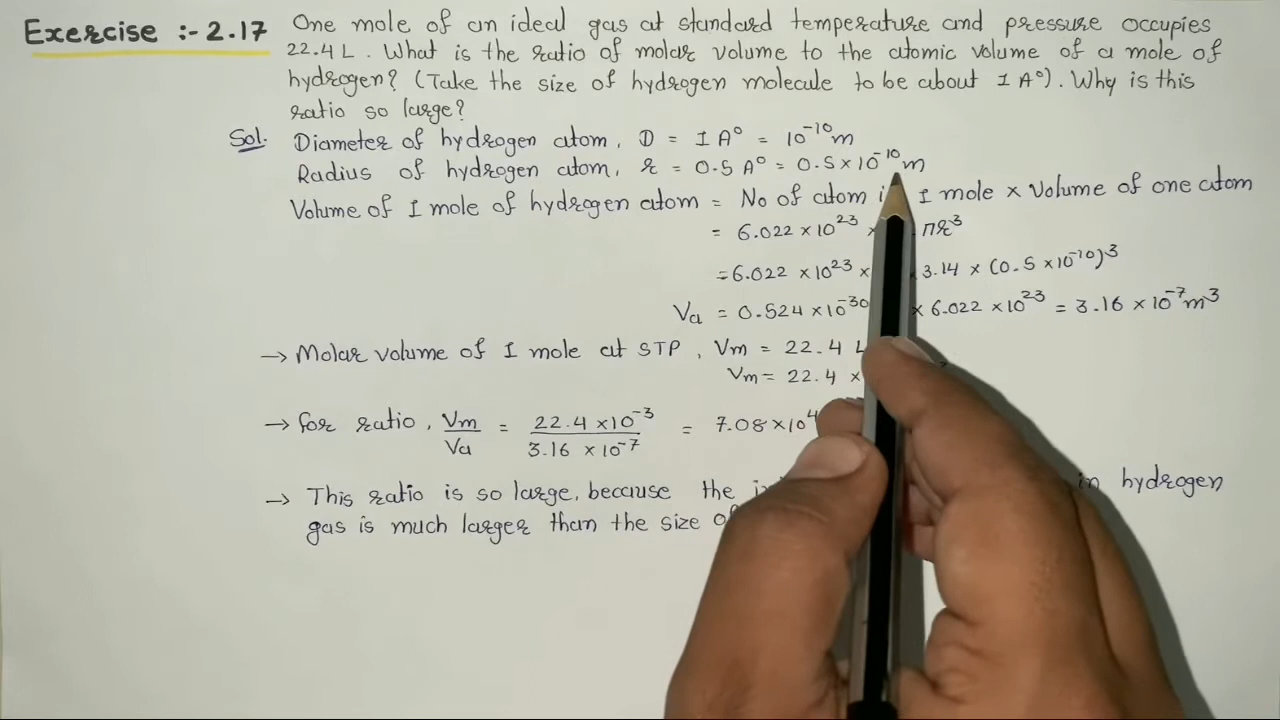 Exercise :- 2.17
One mole of an ideal gas at standard temperature and pressure occupies
22.4 L. What is the ratio of molar volume to the atomic volume of a mole of
hydrogen? (Take the size of hydrogen molecule to be about 1 A°). Why is this
ratio so large?
Sol. Diameter of hydrogen atom, D = 1 A° = 10⁻¹⁰m
Radius of hydrogen atom, r = 0.5 A° = 0.5 × 10⁻¹⁰m
Volume of 1 mole of hydrogen atom = No of atom 1 mole × Volume of one atom
= 6.022 × 10²³ × πr³
= 6.022 × 10²³ × 3.14 × (0.5 × 10⁻¹⁰)³
Va = 0.524 × 10⁻³⁰ × 6.022 × 10²³ = 3.16 × 10⁻⁷m³
→ Molar volume of 1 mole at STP, Vm = 22.4 L
Vm = 22.4 ×
→ for ratio, Vm/Va = 22.4 × 10⁻³/3.16 × 10⁻⁷ = 7.08 × 10⁴
→ This ratio is so large, because the in hydrogen
gas is much larger than the size of